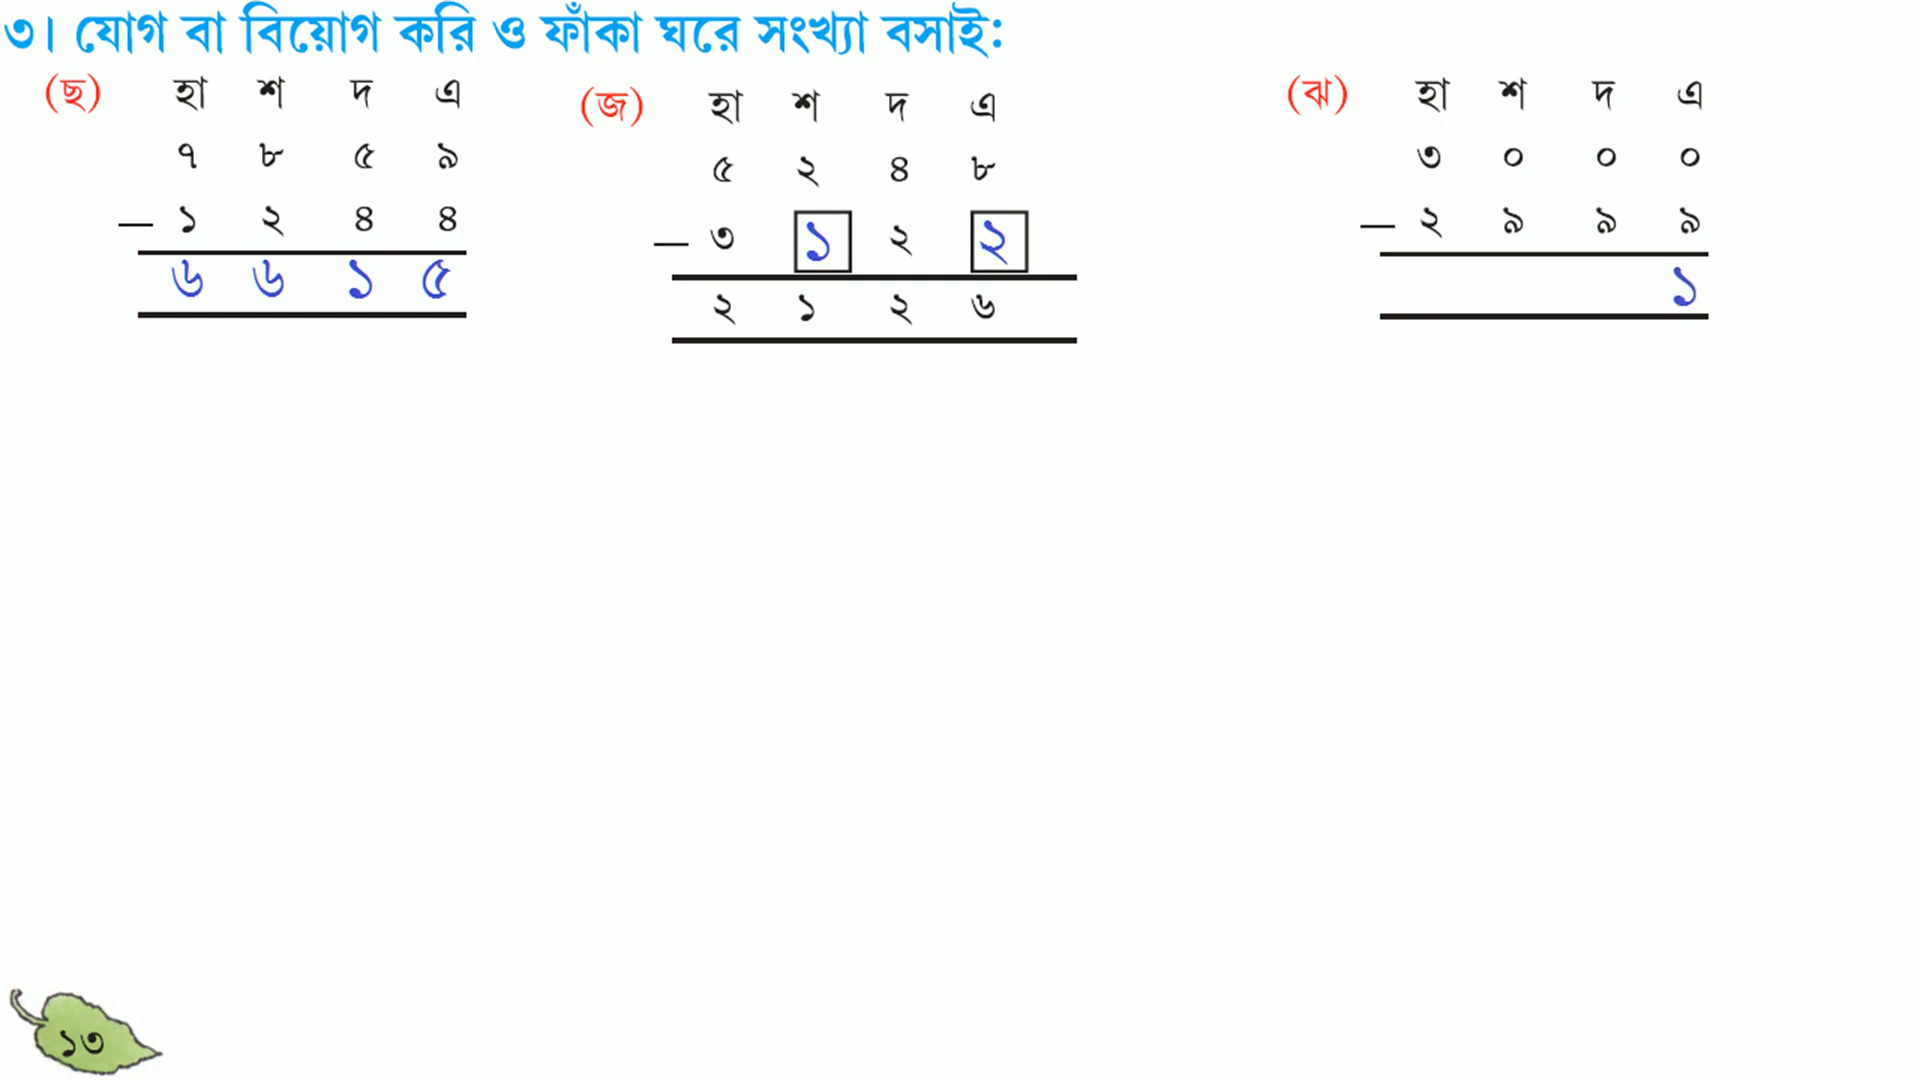 ৩। যোগ বা বিয়োগ করি ও ফাঁকা ঘরে সংখ্যা বসাই:
(ছ) হা শ দ এ
৭ ৮ ৫ ৯
— ১ ২ ৪ ৪
৬ ৬ ১ ৫
(জ) হা শ দ এ
৫ ২ ৪ ৮
— ৩ ১ ২ ২
২ ১ ২ ৬
(ঝ) হা শ দ এ
৩ ০ ০ ০
— ২ ৯ ৯ ৯
১
১৩